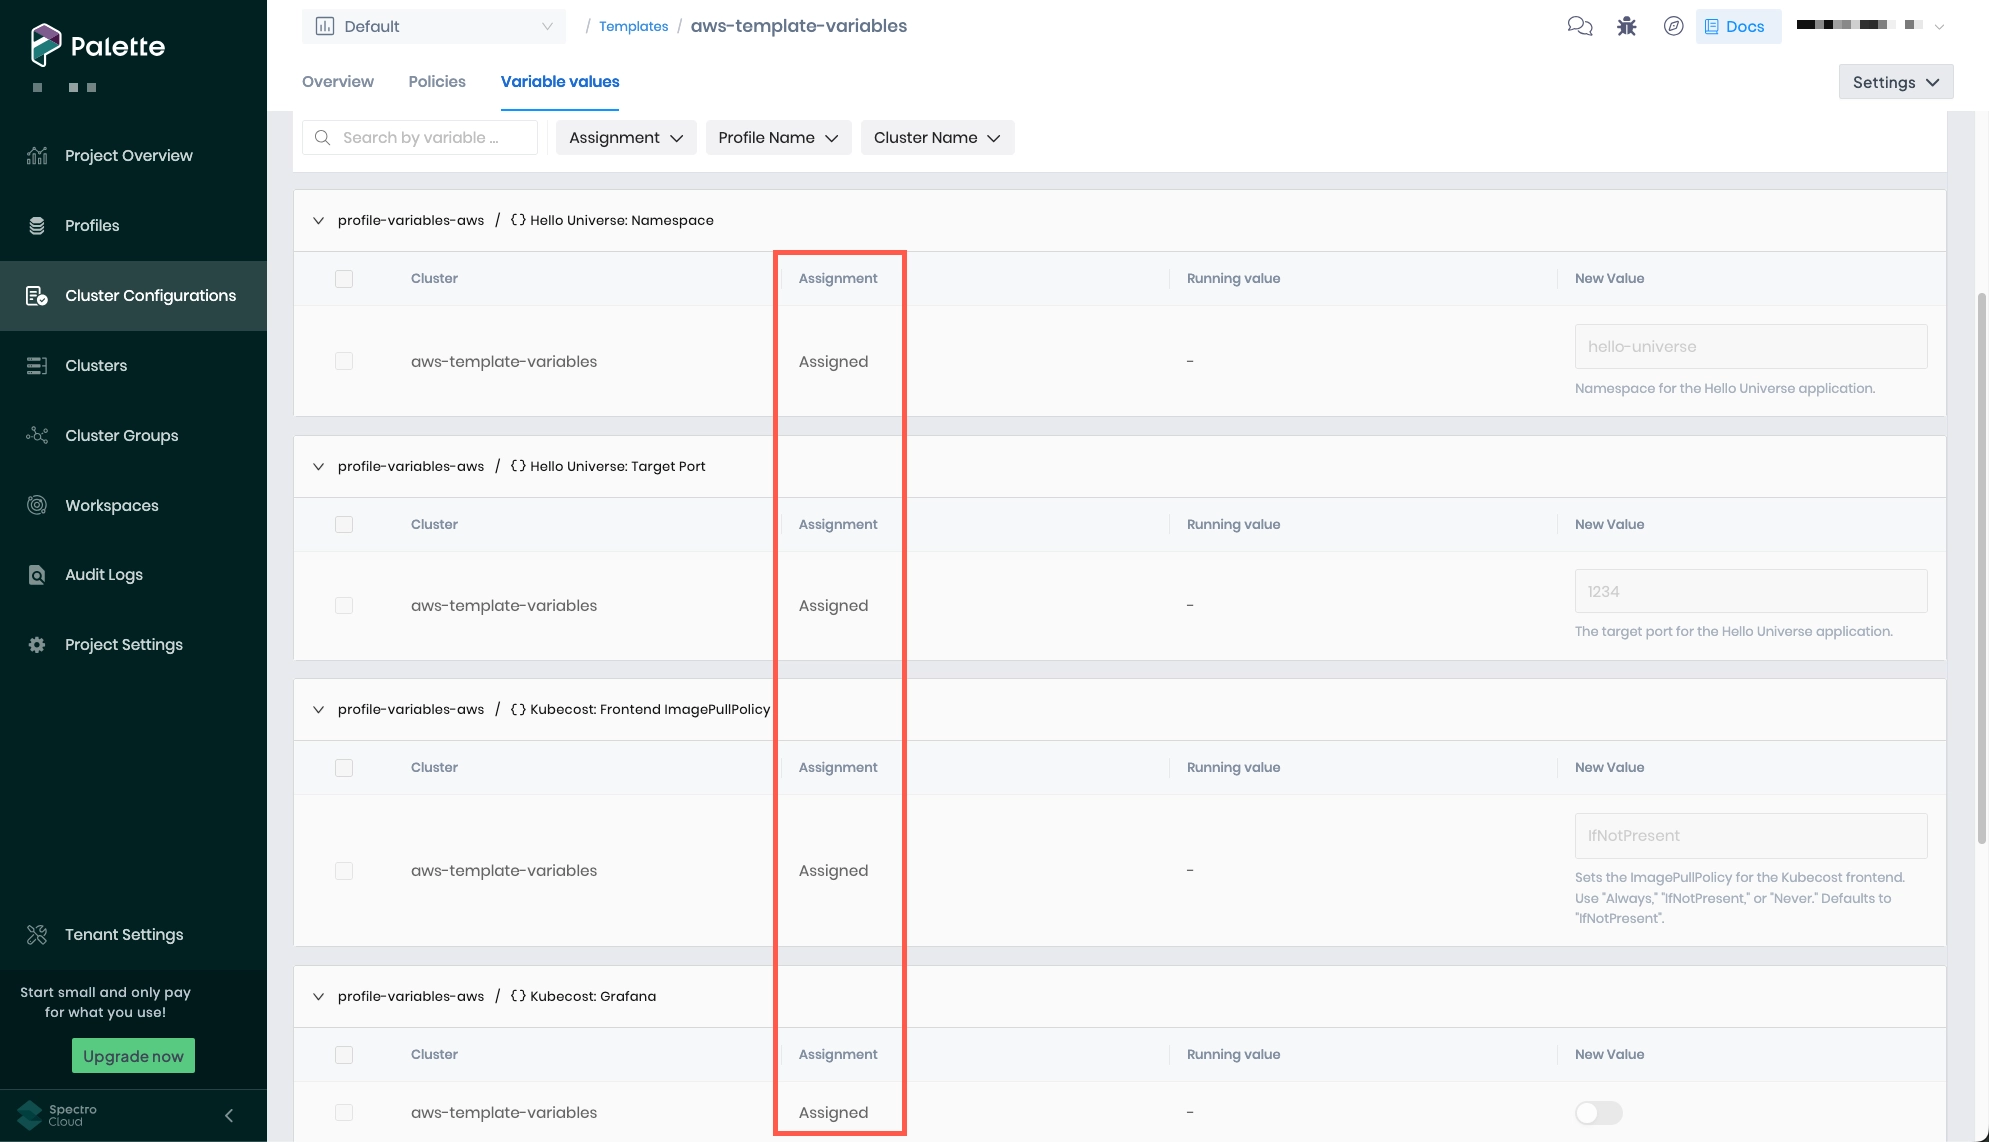 Palette
Project Overview
Profiles
Cluster Configurations
Clusters
Cluster Groups
Workspaces
Audit Logs
Project Settings
Tenant Settings
Start small and only pay
for what you use!
Upgrade now
Spectro
Cloud
Default / Templates / aws-template-variables
Docs
Overview Policies Variable values
Settings
Search by variable ... Assignment Profile Name Cluster Name
profile-variables-aws / {} Hello Universe: Namespace
Cluster Assignment Running value New Value
aws-template-variables Assigned - hello-universe
Namespace for the Hello Universe application.
profile-variables-aws / {} Hello Universe: Target Port
Cluster Assignment Running value New Value
aws-template-variables Assigned - 1234
The target port for the Hello Universe application.
profile-variables-aws / {} Kubecost: Frontend ImagePullPolicy
Cluster Assignment Running value New Value
aws-template-variables Assigned - IfNotPresent
Sets the ImagePullPolicy for the Kubecost frontend.
Use "Always," "IfNotPresent," or "Never." Defaults to
"IfNotPresent".
profile-variables-aws / {} Kubecost: Grafana
Cluster Assignment Running value New Value
aws-template-variables Assigned -